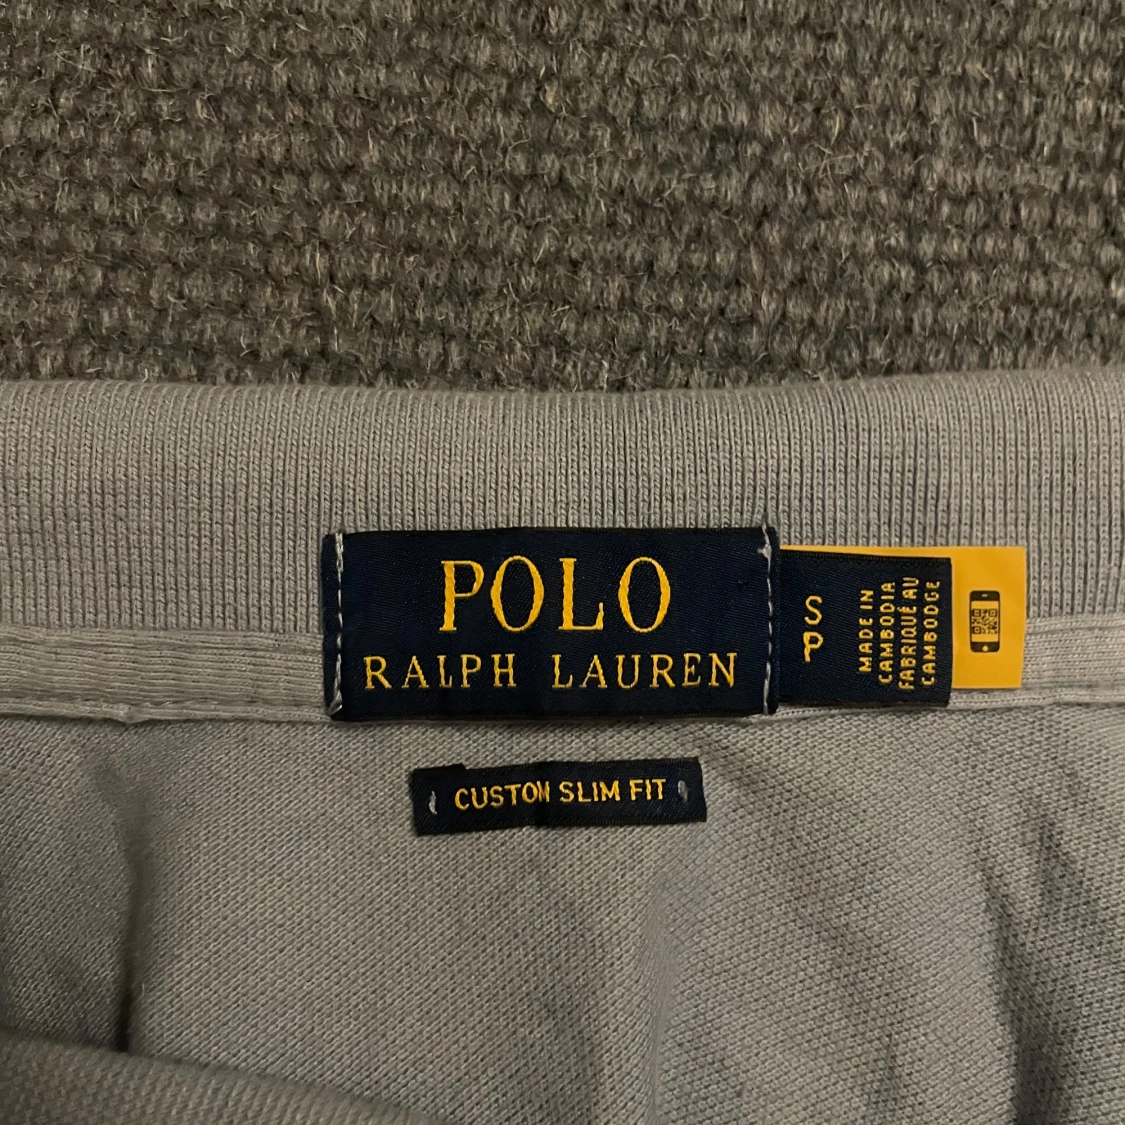 POLO
RALPH LAUREN
S
P
MADE IN
CAMBODIA
FABRIQUÉ AU
CAMBODGE
CUSTOM SLIM FIT